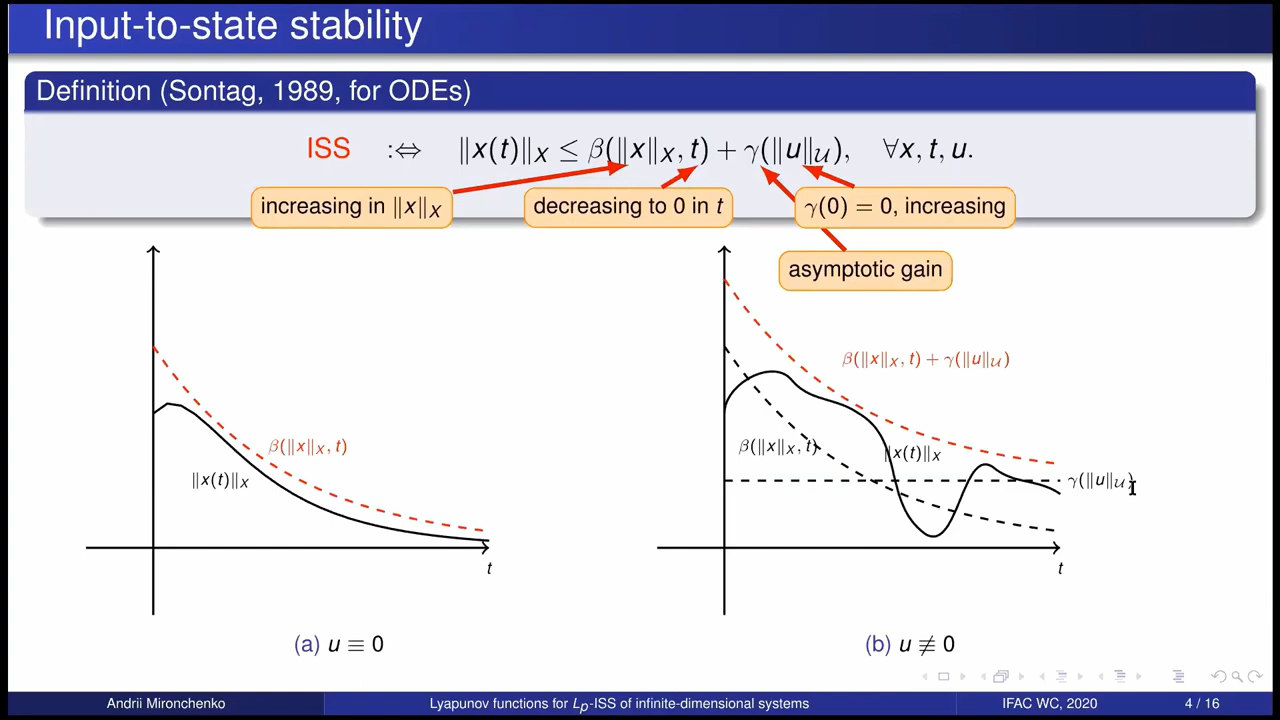 Input-to-state stability
Definition (Sontag, 1989, for ODEs)
ISS :⇔ ‖x(t)‖_X ≤ β(‖x‖_X, t) + γ(‖u‖_𝒰), ∀x, t, u.
increasing in ‖x‖_X
decreasing to 0 in t
γ(0) = 0, increasing
asymptotic gain
β(‖x‖_X, t)
‖x(t)‖_X
t
(a) u ≡ 0
β(‖x‖_X, t) + γ(‖u‖_𝒰)
β(‖x‖_X, t)
‖x(t)‖_X
γ(‖u‖_𝒰)
t
(b) u ≢ 0
Andrii Mironchenko
Lyapunov functions for L_p-ISS of infinite-dimensional systems
IFAC WC, 2020
4 / 16